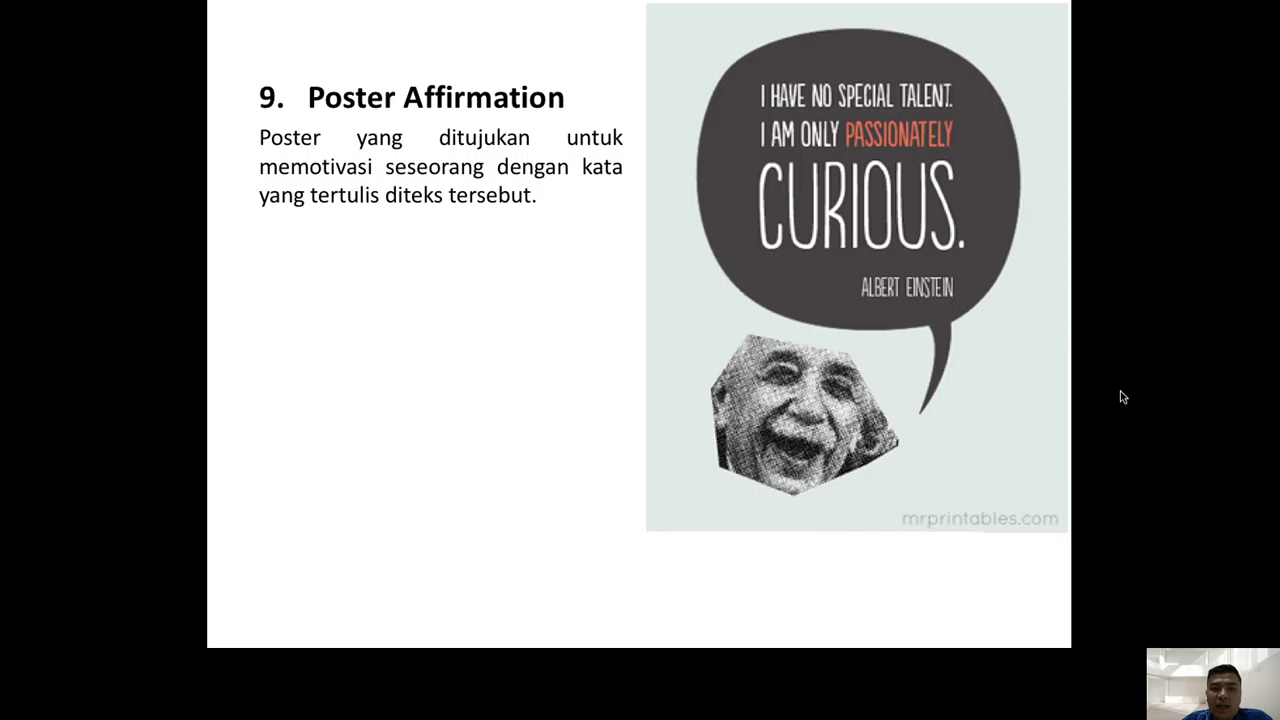 9. Poster Affirmation
Poster yang ditujukan untuk
memotivasi seseorang dengan kata
yang tertulis diteks tersebut.
I HAVE NO SPECIAL TALENT.
I AM ONLY PASSIONATELY
CURIOUS.
ALBERT EINSTEIN
mrprintables.com